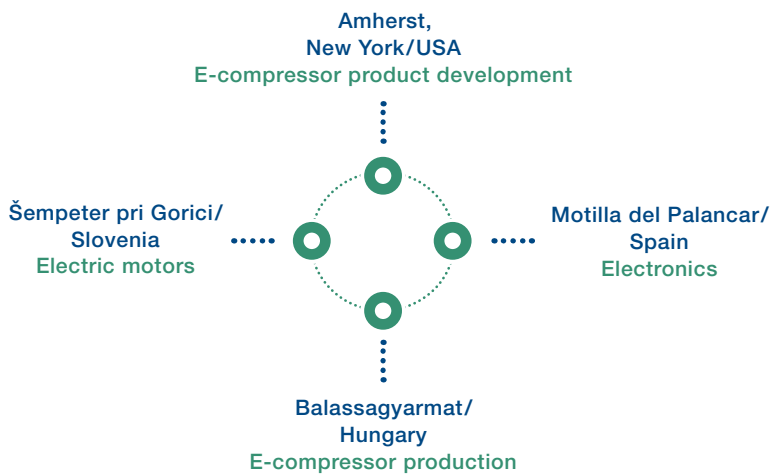 Amherst,
New York/USA
E-compressor product development
Šempeter pri Gorici/
Slovenia
Electric motors
Motilla del Palancar/
Spain
Electronics
Balassagyarmat/
Hungary
E-compressor production